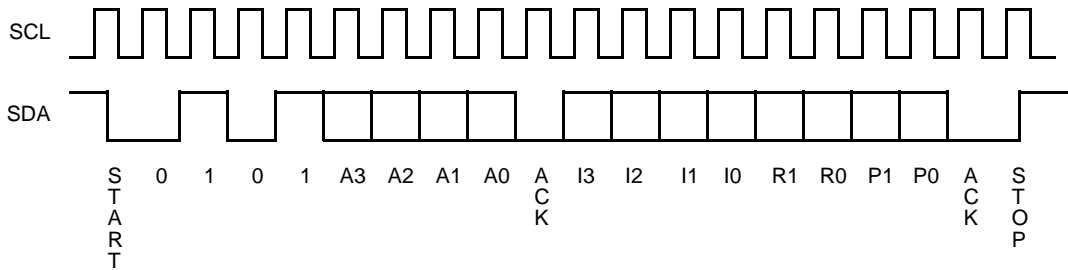 SCL
SDA
START 0 1 0 1 A3 A2 A1 A0 ACK I3 I2 I1 I0 R1 R0 P1 P0 ACK STOP